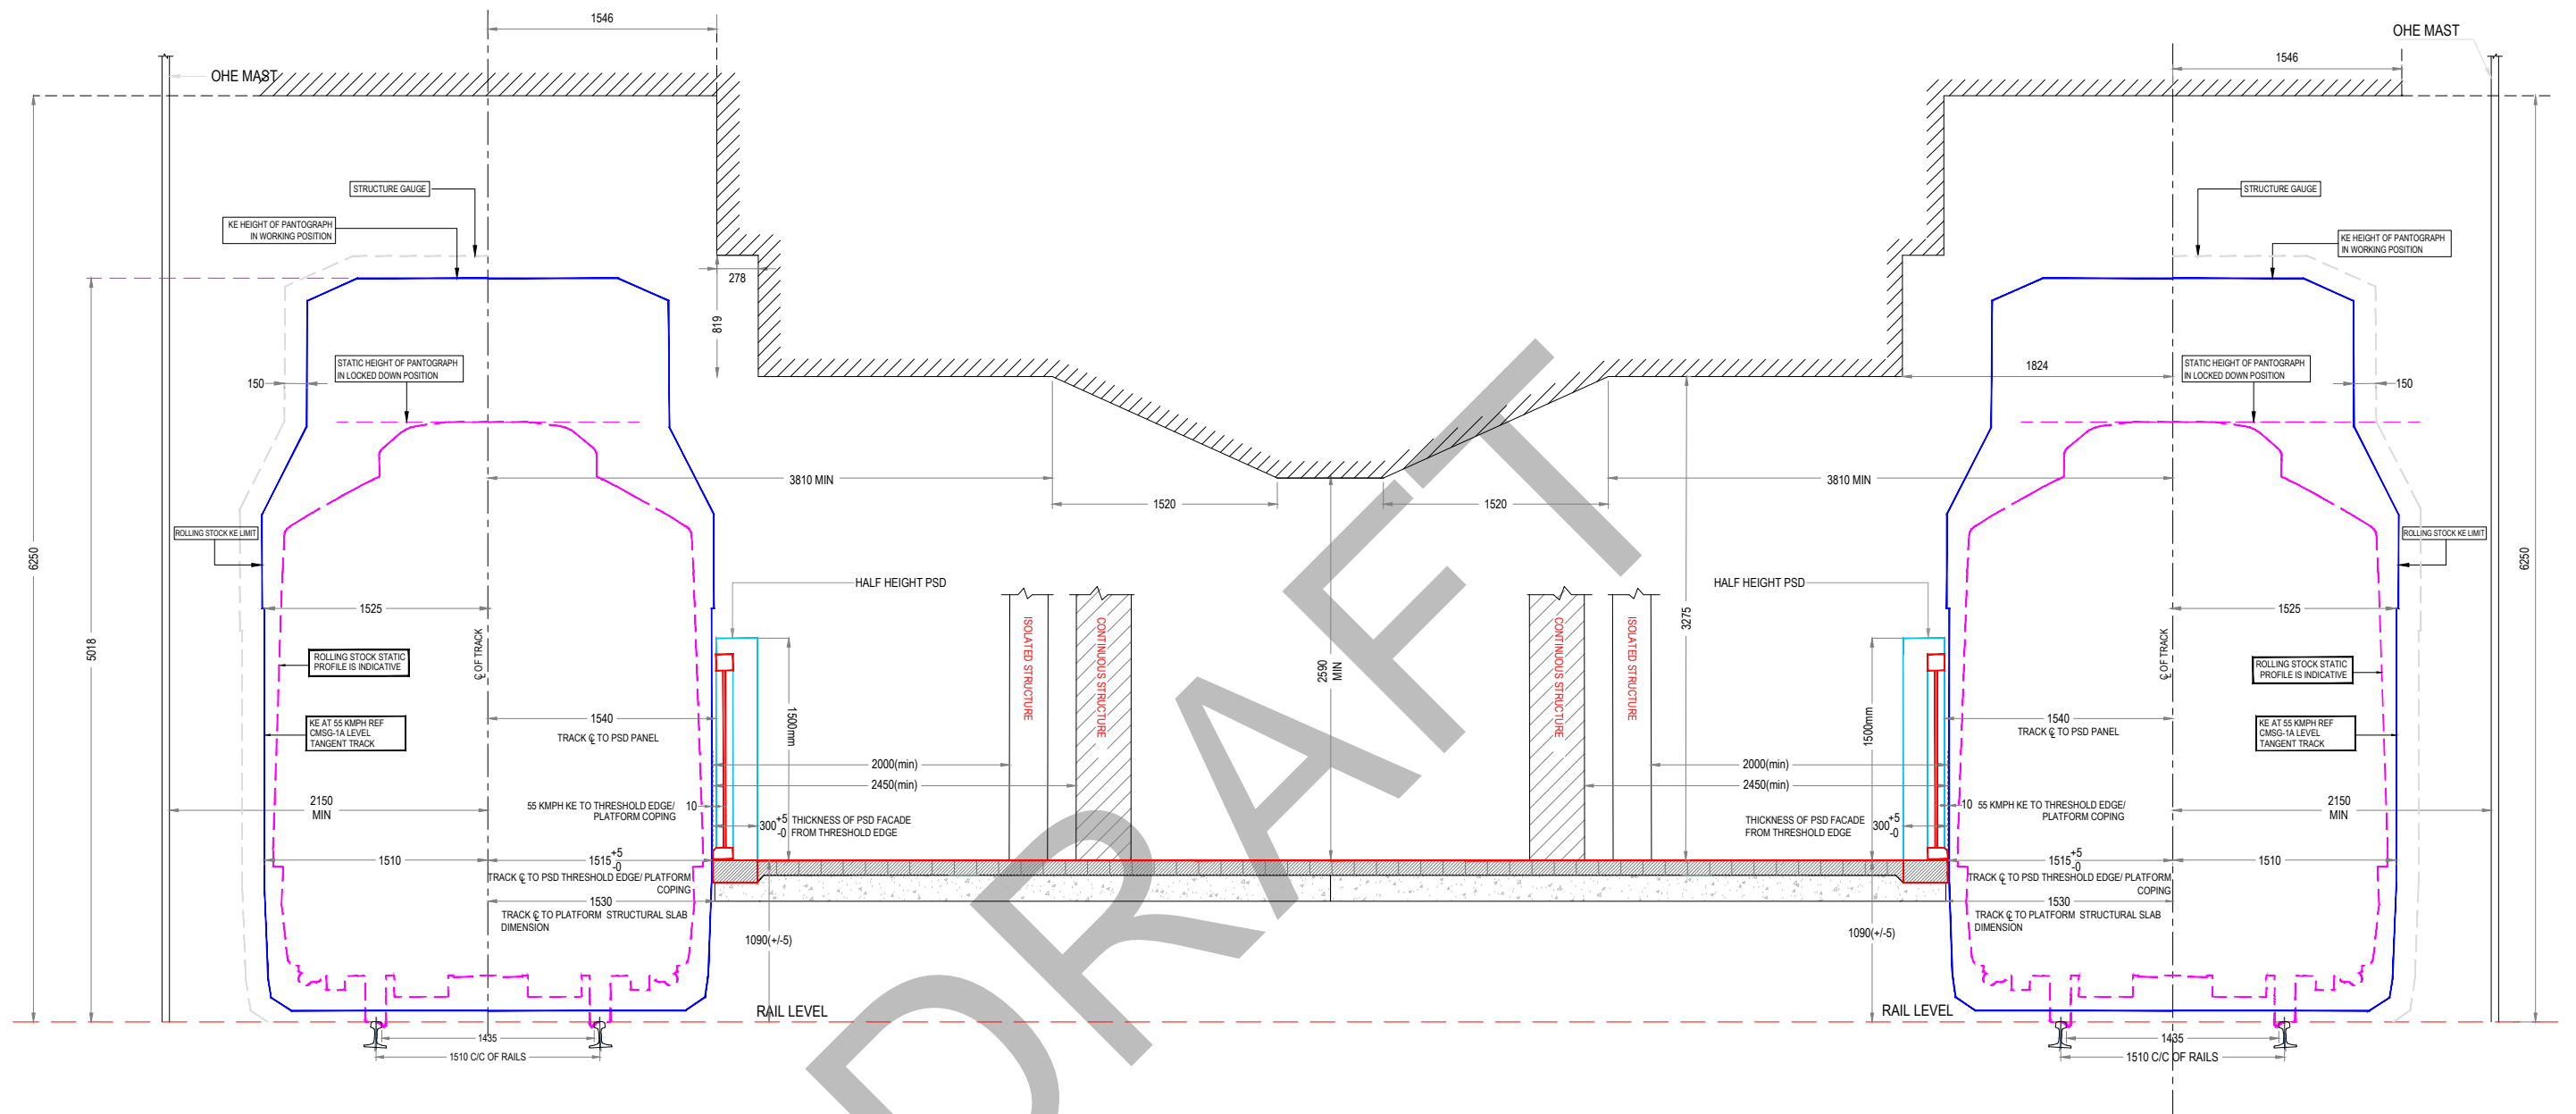 1546
OHE MAST
1546
OHE MAST
STRUCTURE GAUGE
KE HEIGHT OF PANTOGRAPH
IN WORKING POSITION
STRUCTURE GAUGE
KE HEIGHT OF PANTOGRAPH
IN WORKING POSITION
278
819
STATIC HEIGHT OF PANTOGRAPH
IN LOCKED DOWN POSITION
150
1824
STATIC HEIGHT OF PANTOGRAPH
IN LOCKED DOWN POSITION
150
3810 MIN
3810 MIN
1520
1520
ROLLING STOCK KE LIMIT
ROLLING STOCK KE LIMIT
6250
5018
6250
HALF HEIGHT PSD
HALF HEIGHT PSD
1525
1525
℄ OF TRACK
℄ OF TRACK
ISOLATED STRUCTURE
CONTINUOUS STRUCTURE
CONTINUOUS STRUCTURE
ISOLATED STRUCTURE
3275
2590
MIN
ROLLING STOCK STATIC
PROFILE IS INDICATIVE
ROLLING STOCK STATIC
PROFILE IS INDICATIVE
KE AT 55 KMPH REF
CMSG-1A LEVEL
TANGENT TRACK
KE AT 55 KMPH REF
CMSG-1A LEVEL
TANGENT TRACK
1540
TRACK ℄ TO PSD PANEL
1540
TRACK ℄ TO PSD PANEL
1500mm
1500mm
2000(min)
2000(min)
2450(min)
2450(min)
2150
MIN
2150
MIN
55 KMPH KE TO THRESHOLD EDGE/
PLATFORM COPING
10
10
55 KMPH KE TO THRESHOLD EDGE/
PLATFORM COPING
300 +5 -0
THICKNESS OF PSD FACADE
FROM THRESHOLD EDGE
THICKNESS OF PSD FACADE
FROM THRESHOLD EDGE
300 +5 -0
1510
1515 +5 -0
1515 +5 -0
1510
TRACK ℄ TO PSD THRESHOLD EDGE/ PLATFORM
COPING
TRACK ℄ TO PSD THRESHOLD EDGE/ PLATFORM
COPING
1530
1530
TRACK ℄ TO PLATFORM STRUCTURAL SLAB
DIMENSION
TRACK ℄ TO PLATFORM STRUCTURAL SLAB
DIMENSION
1090(+/-5)
1090(+/-5)
RAIL LEVEL
RAIL LEVEL
1435
1435
1510 C/C OF RAILS
1510 C/C OF RAILS
DRAFT